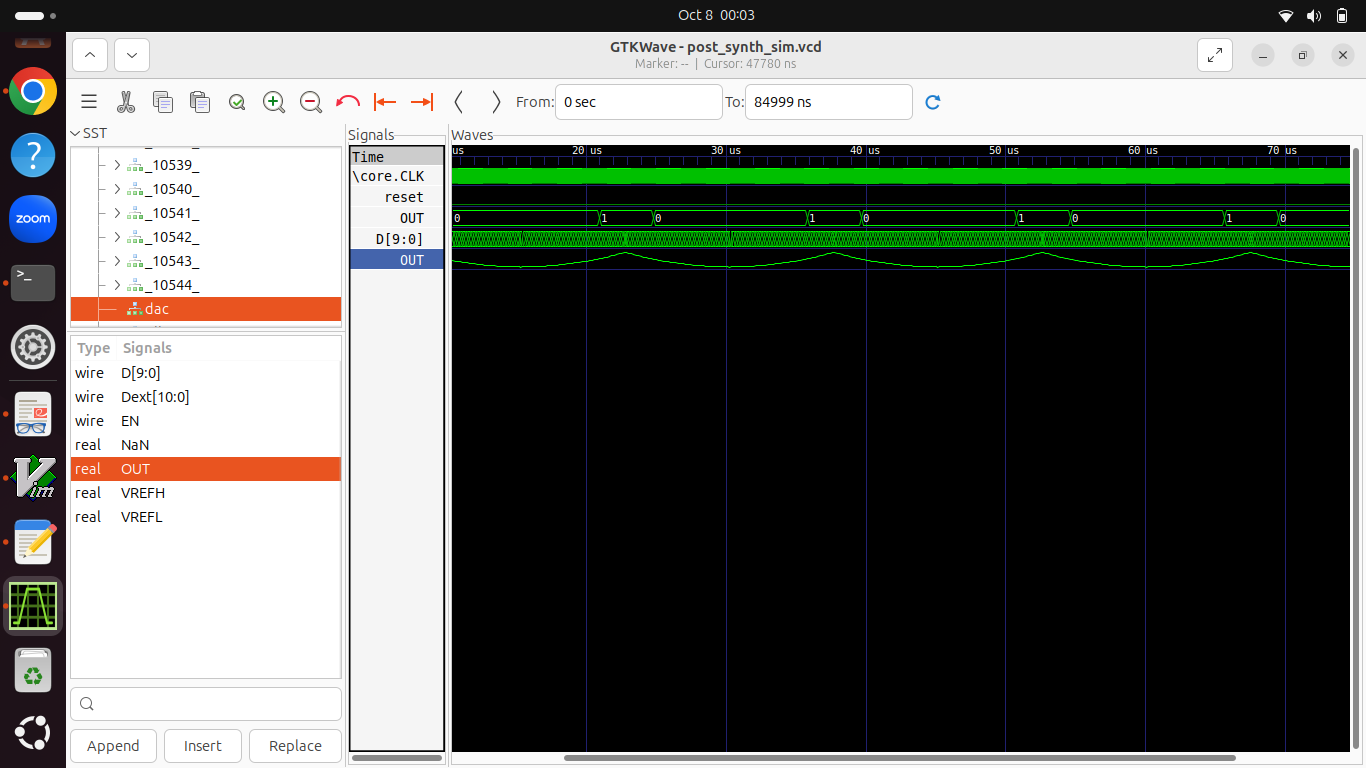 Oct 8 00:03
GTKWave - post_synth_sim.vcd
Marker: -- | Cursor: 47780 ns
From: 0 sec To: 84999 ns
SST
_10539_
_10540_
_10541_
_10542_
_10543_
_10544_
dac
Type Signals
wire D[9:0]
wire Dext[10:0]
wire EN
real NaN
real OUT
real VREFH
real VREFL
Append Insert Replace
Signals
Time
\core.CLK
reset
OUT
D[9:0]
OUT
Waves
us 20 us 30 us 40 us 50 us 60 us 70 us
0 1 0 1 0 1 0 1 0
zoom
Vim